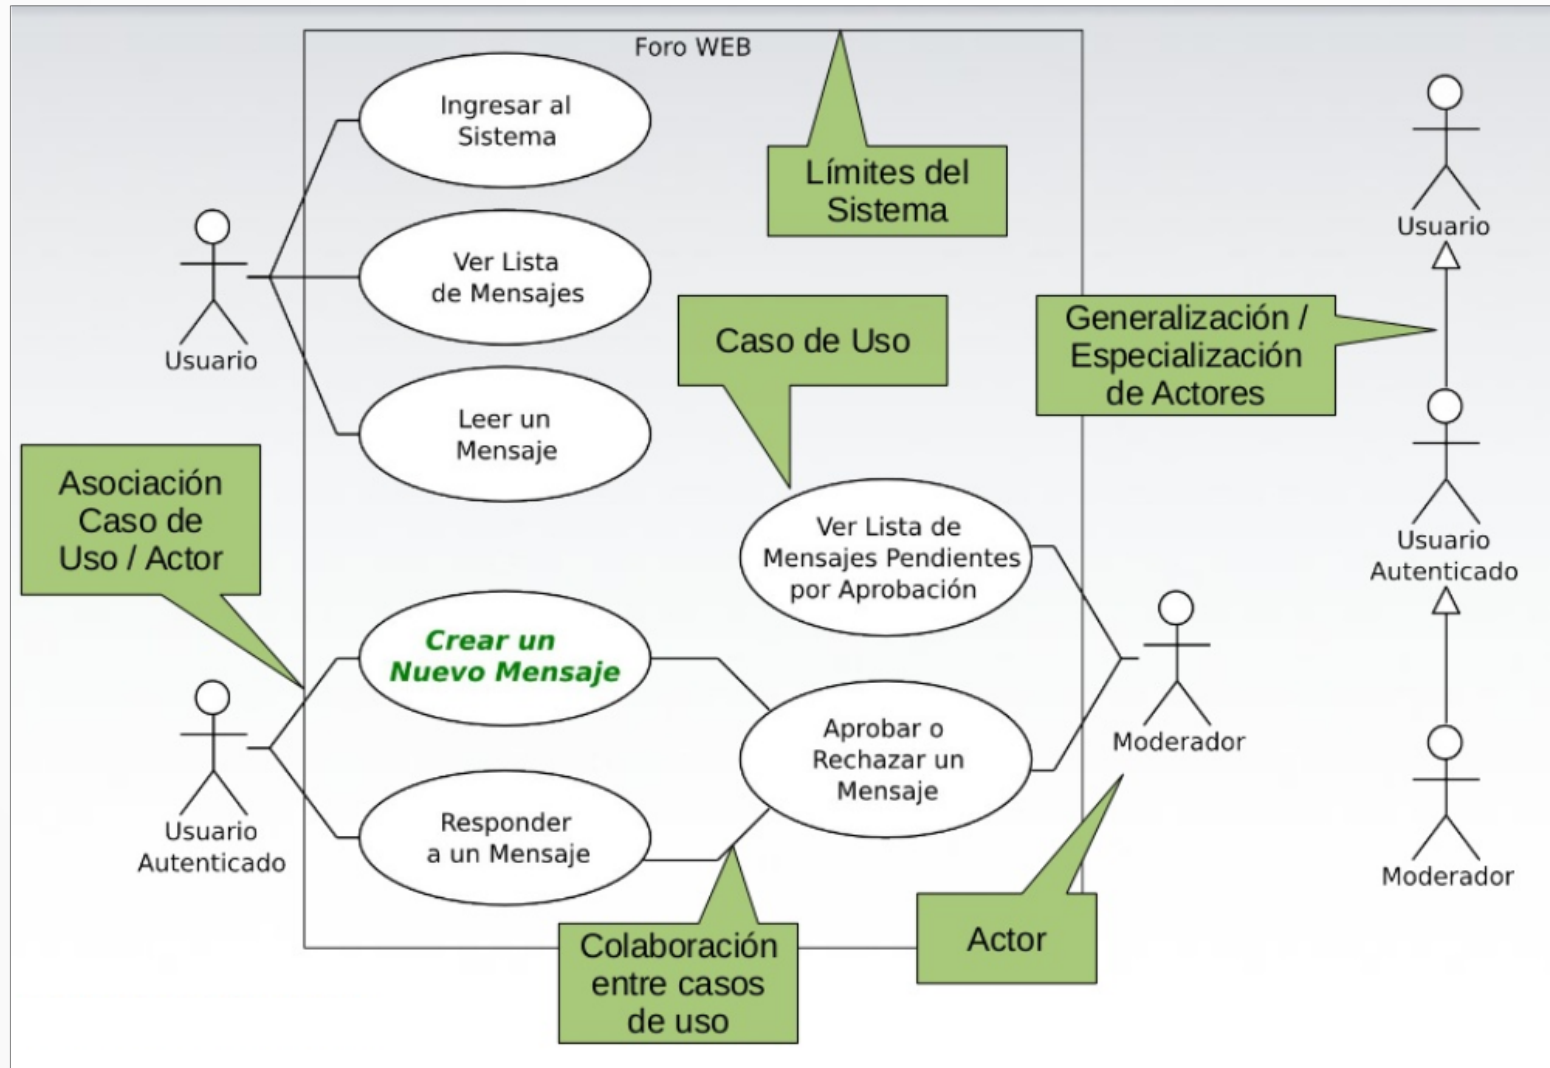 Foro WEB
Ingresar al
Sistema
Límites del
Sistema
Usuario
Ver Lista
de Mensajes
Usuario
Caso de Uso
Generalización /
Especialización
de Actores
Leer un
Mensaje
Asociación
Caso de
Uso / Actor
Ver Lista de
Mensajes Pendientes
por Aprobación
Usuario
Autenticado
Crear un
Nuevo Mensaje
Aprobar o
Rechazar un
Mensaje
Moderador
Usuario
Autenticado
Responder
a un Mensaje
Moderador
Colaboración
entre casos
de uso
Actor